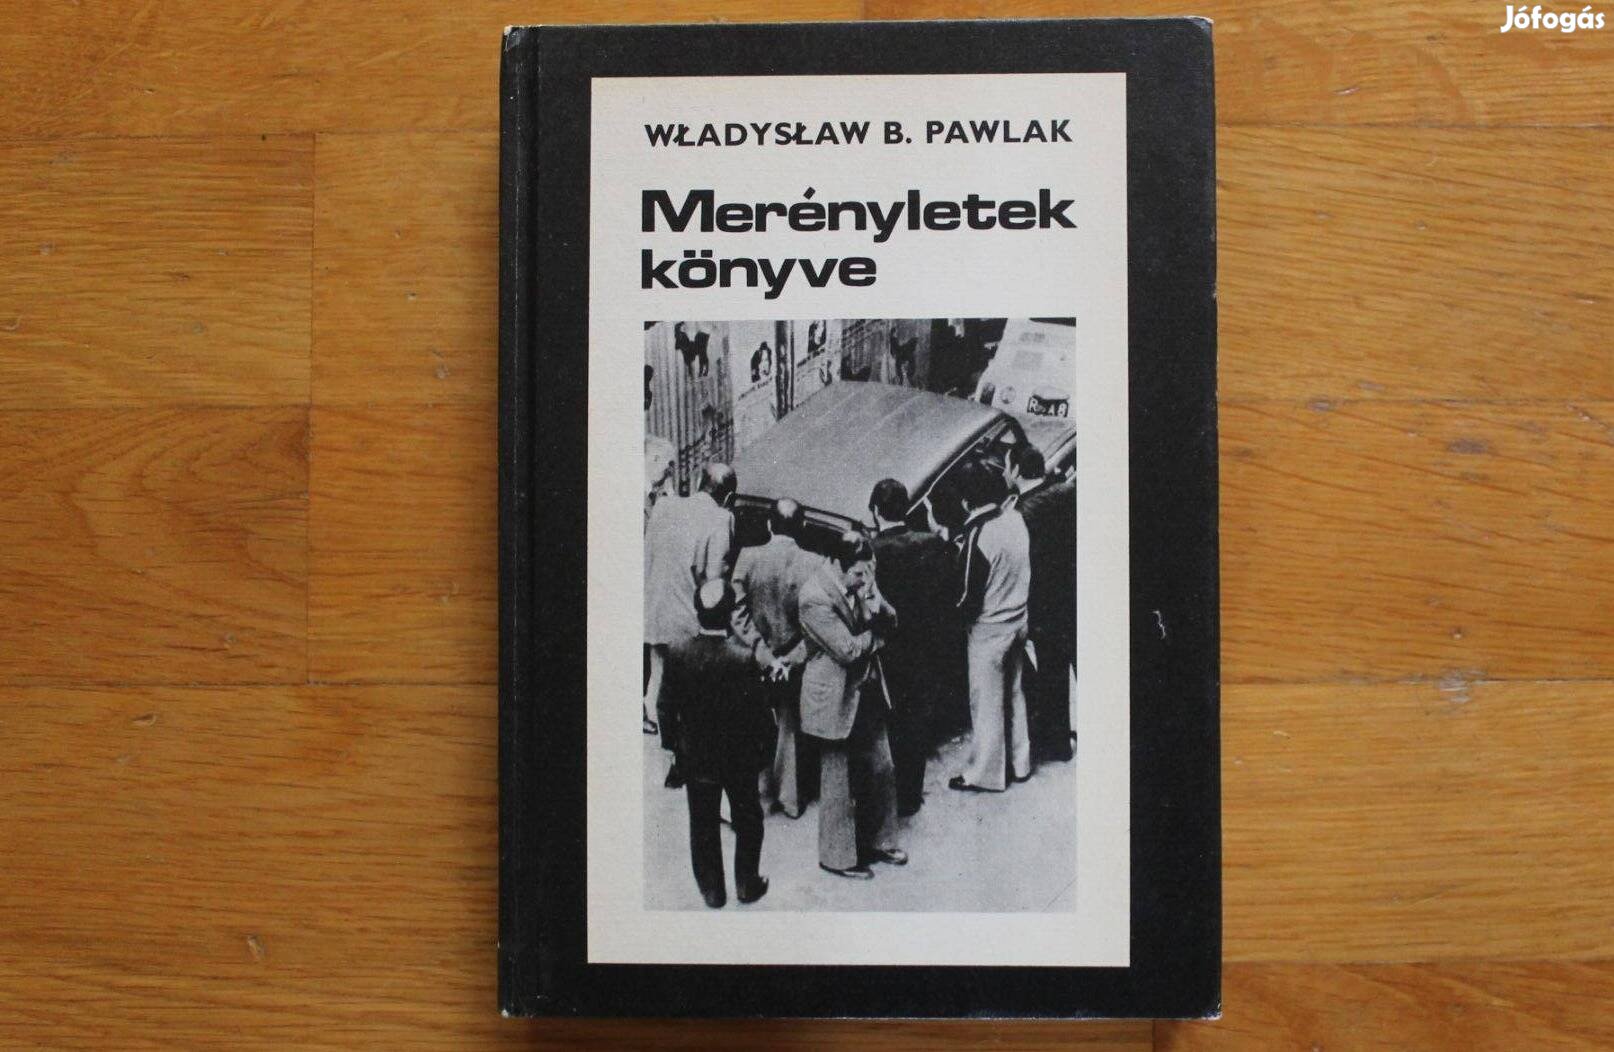 Jófogás
WŁADYSŁAW B. PAWLAK
Merényletek
könyve